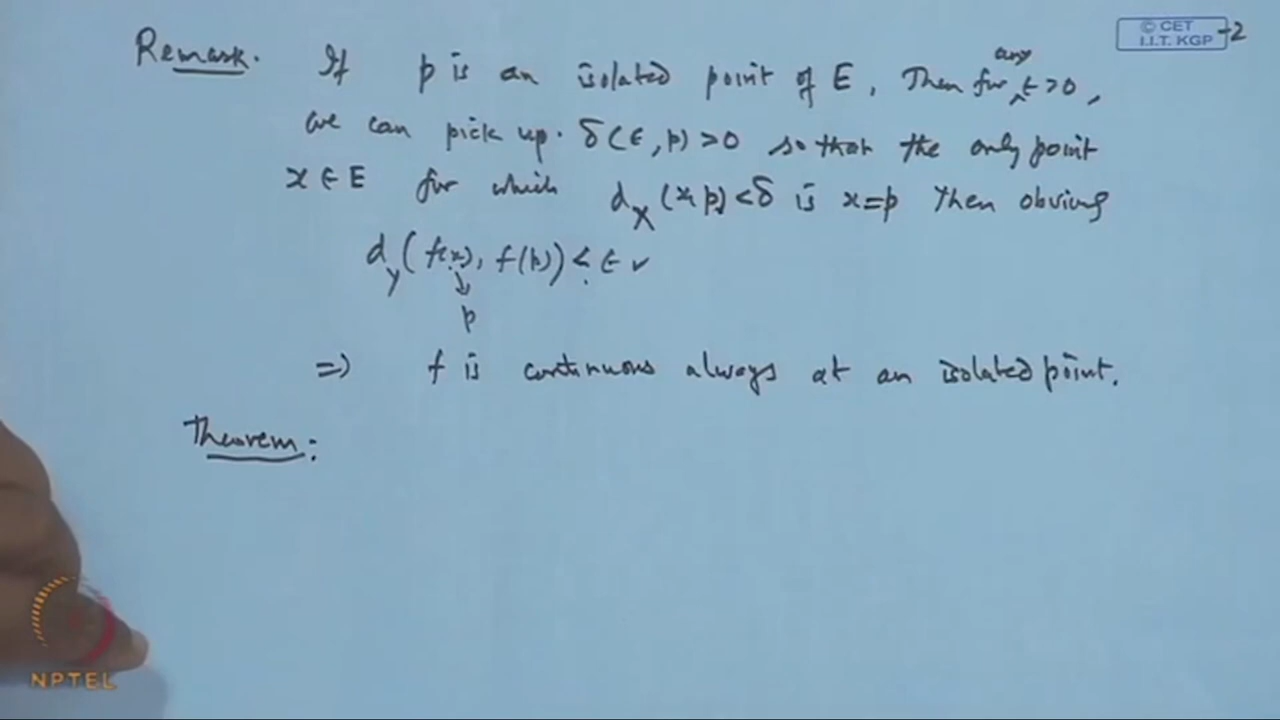 © CET
I.I.T. KGP
-2
Remark. If p is an isolated point of E, Then for any ε>0,
we can pick up. δ(ε,p)>0 so that the only point
x ∈ E for which d_X(x,p)<δ is x=p Then obviously
d_Y(f(x), f(p)) < ε ✓
↓
p
⇒) f is continuous always at an isolated point.
Theorem:
NPTEL